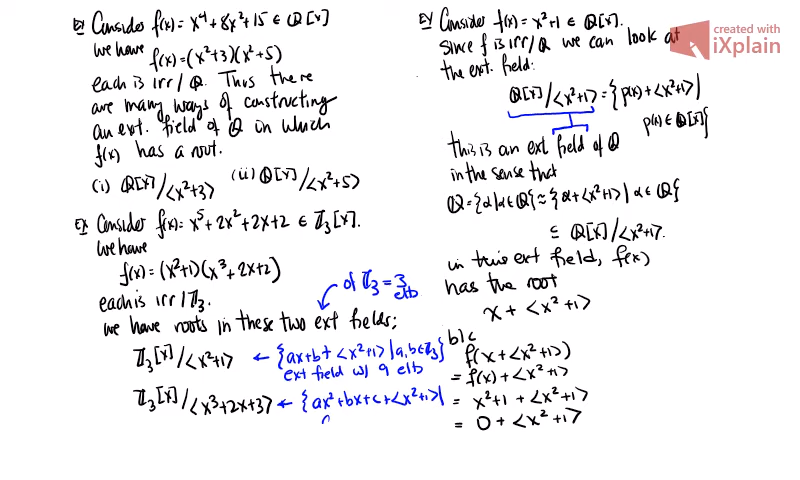 Ex Consider f(x) = x⁴+8x²+15 ∈ ℚ[x]
We have f(x)=(x²+3)(x²+5)
each is irr/ℚ. Thus there
are many ways of constructing
an ext. field of ℚ in which
f(x) has a root.
(i) ℚ[x]/<x²+3> (ii) ℚ[x]/<x²+5>
Ex Consider f(x) = x⁵+2x²+2x+2 ∈ ℤ₃[x].
We have
f(x) = (x²+1)(x³+2x+2)
each is irr/ℤ₃.
of ℤ₃ = 3 elts
We have roots in these two ext fields;
ℤ₃[x]/<x²+1> ← {ax+b+<x²+1> | a,b∈ℤ₃}
ext field w/ 9 elts
ℤ₃[x]/<x³+2x+3> ← {ax²+bx+c+<x²+1>|
Ex Consider f(x) = x²+1 ∈ ℚ[x].
Since f is irr/ℚ we can look at
the ext. field:
ℚ[x]/<x²+1> = {p(x)+<x²+1>|
p(x) ∈ ℚ[x]}
This is an ext field of ℚ
in the sense that
ℚ={α|α∈ℚ}≈{α+<x²+1>| α∈ℚ}
⊆ ℚ[x]/<x²+1>.
in this ext field, f(x)
has the root
x + <x²+1>
b/c
f(x+<x²+1>)
= f(x)+<x²+1>
= x²+1 + <x²+1>
= 0+<x²+1>
created with
iXplain